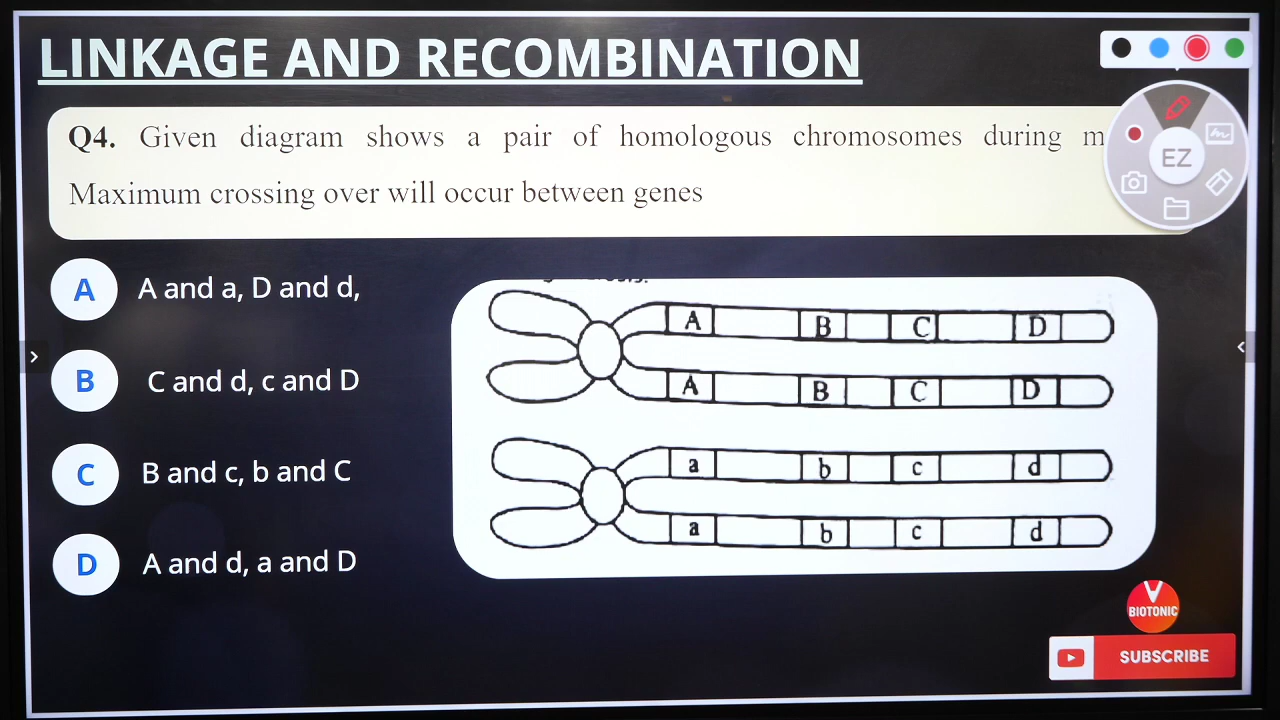 LINKAGE AND RECOMBINATION
Q4. Given diagram shows a pair of homologous chromosomes during m
Maximum crossing over will occur between genes
EZ
A A and a, D and d,
B C and d, c and D
C B and c, b and C
D A and d, a and D
A B C D
A B C D
a b c d
a b c d
BIOTONIC
SUBSCRIBE